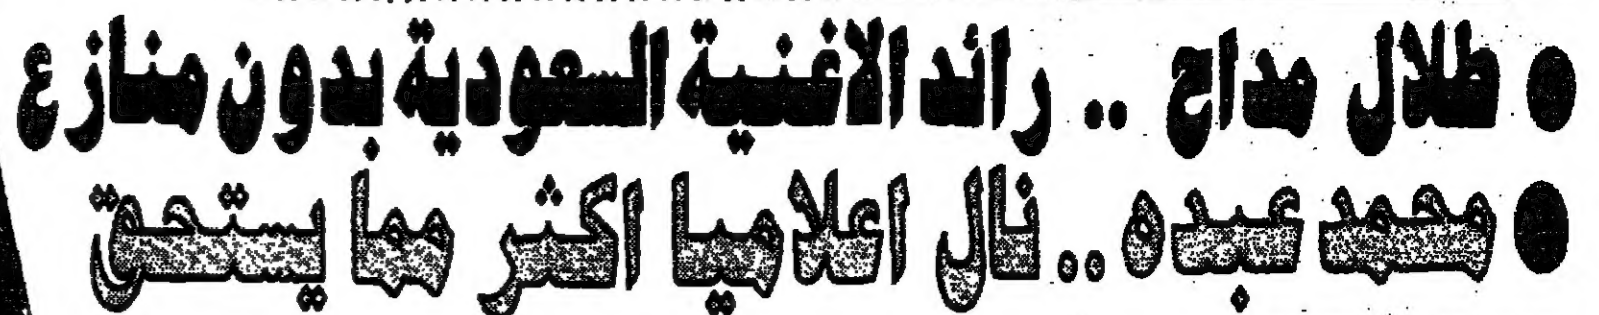 ● طلال مداح .. رائد الاغنية السعودية بدون منازع
● محمد عبده .. نال اعلاميا اكثر مما يستحق